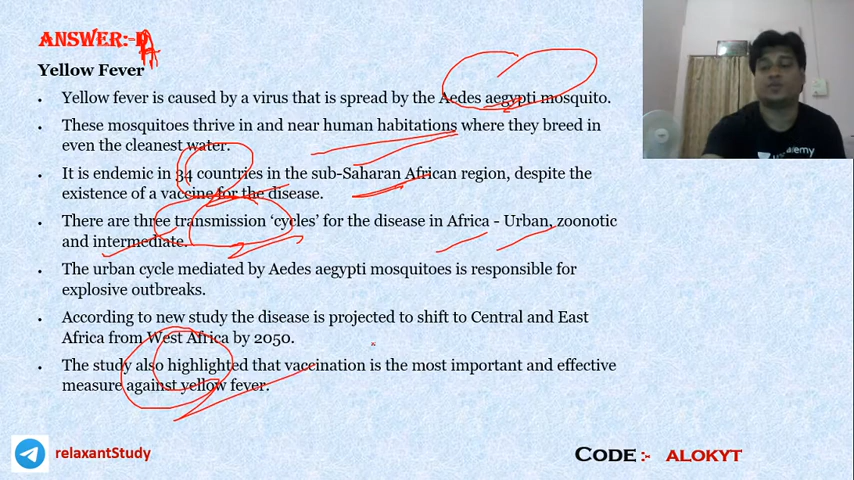 ANSWER:-
Yellow Fever
• Yellow fever is caused by a virus that is spread by the Aedes aegypti mosquito.
• These mosquitoes thrive in and near human habitations where they breed in
even the cleanest water.
• It is endemic in 34 countries in the sub-Saharan African region, despite the
existence of a vaccine for the disease.
• There are three transmission ‘cycles’ for the disease in Africa - Urban, zoonotic
and intermediate.
• The urban cycle mediated by Aedes aegypti mosquitoes is responsible for
explosive outbreaks.
• According to new study the disease is projected to shift to Central and East
Africa from West Africa by 2050.
• The study also highlighted that vaccination is the most important and effective
measure against yellow fever.
relaxantStudy
CODE :- ALOKYT